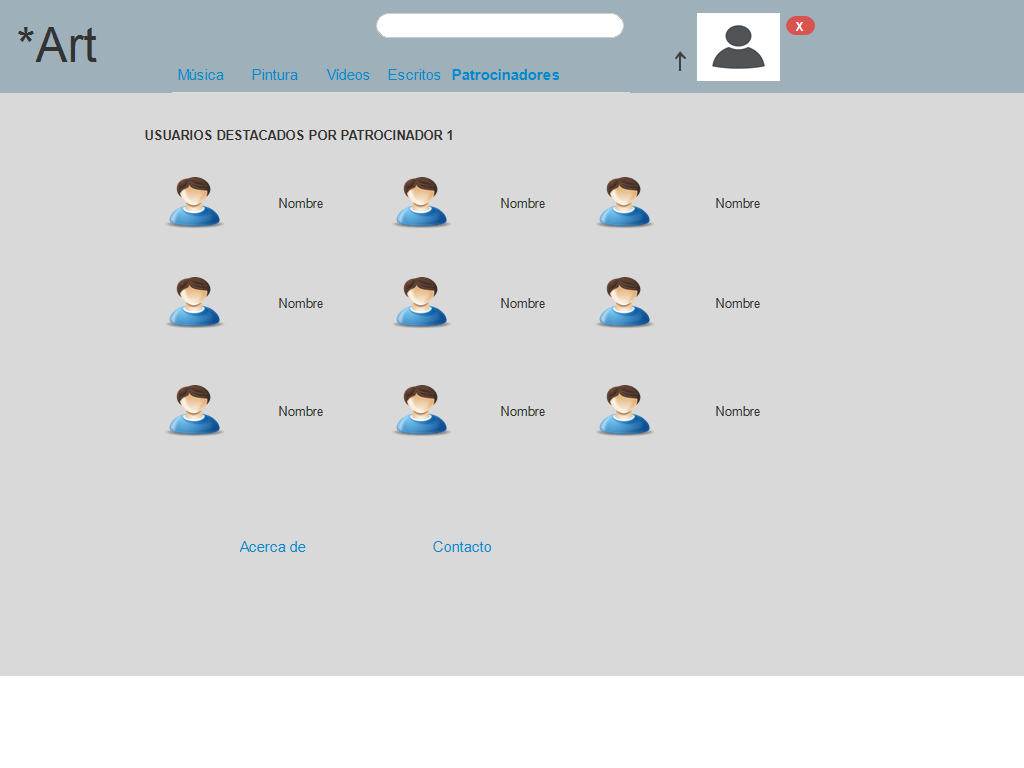 *Art
X
Música Pintura Vídeos Escritos Patrocinadores
USUARIOS DESTACADOS POR PATROCINADOR 1
Nombre Nombre Nombre
Nombre Nombre Nombre
Nombre Nombre Nombre
Acerca de Contacto